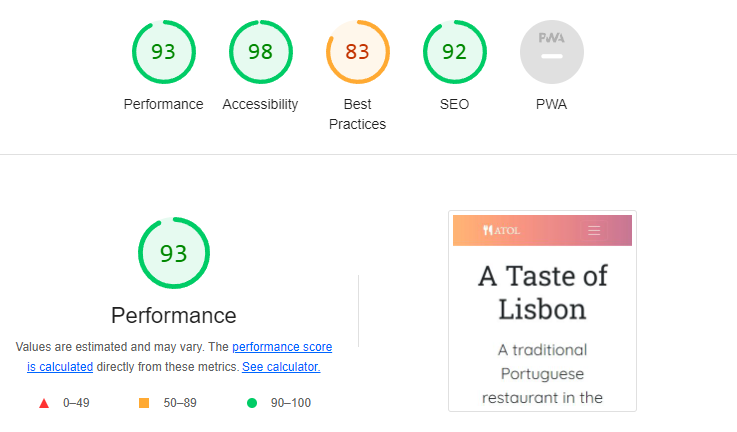 93
98
83
92
PWA
Performance
Accessibility
Best
Practices
SEO
PWA
93
Performance
Values are estimated and may vary. The performance score
is calculated directly from these metrics. See calculator.
0–49
50–89
90–100
ATOL
A Taste of
Lisbon
A traditional
Portuguese
restaurant in the